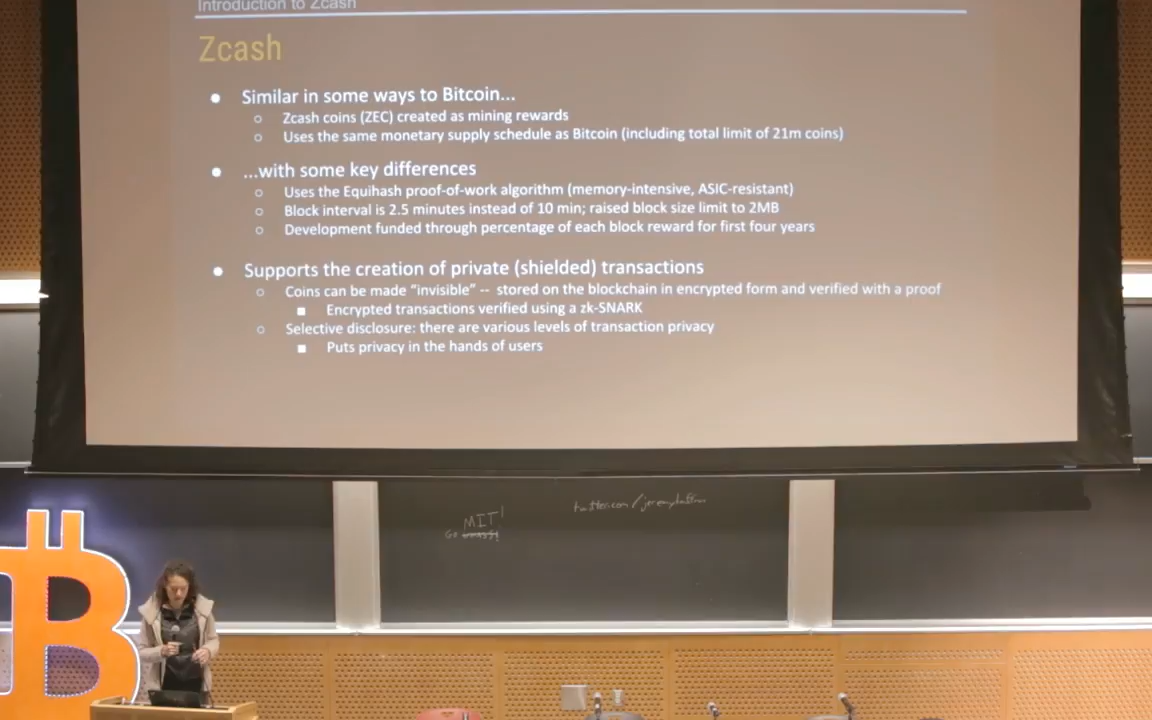 Introduction to Zcash
Zcash
● Similar in some ways to Bitcoin...
○ Zcash coins (ZEC) created as mining rewards
○ Uses the same monetary supply schedule as Bitcoin (including total limit of 21m coins)
● ...with some key differences
○ Uses the Equihash proof-of-work algorithm (memory-intensive, ASIC-resistant)
○ Block interval is 2.5 minutes instead of 10 min; raised block size limit to 2MB
○ Development funded through percentage of each block reward for first four years
● Supports the creation of private (shielded) transactions
○ Coins can be made “invisible” -- stored on the blockchain in encrypted form and verified with a proof
■ Encrypted transactions verified using a zk-SNARK
○ Selective disclosure: there are various levels of transaction privacy
■ Puts privacy in the hands of users
MIT!
Go
B